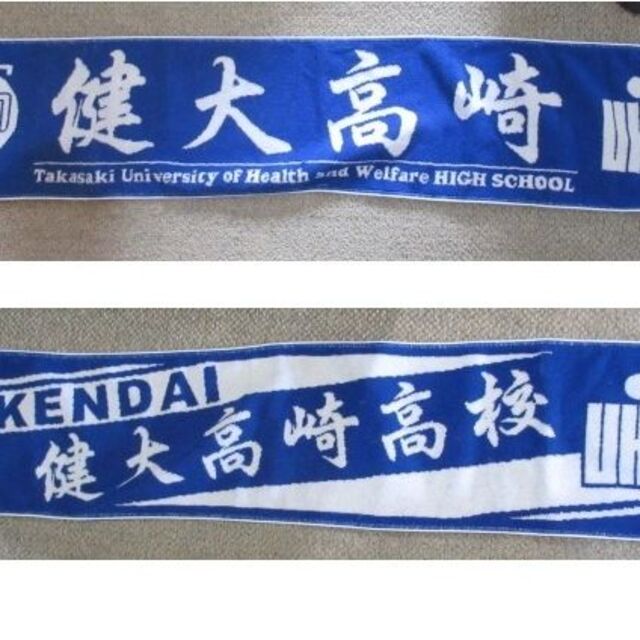 健大高崎
Takasaki University of Health and Welfare HIGH SCHOOL
KENDAI
健大高崎高校